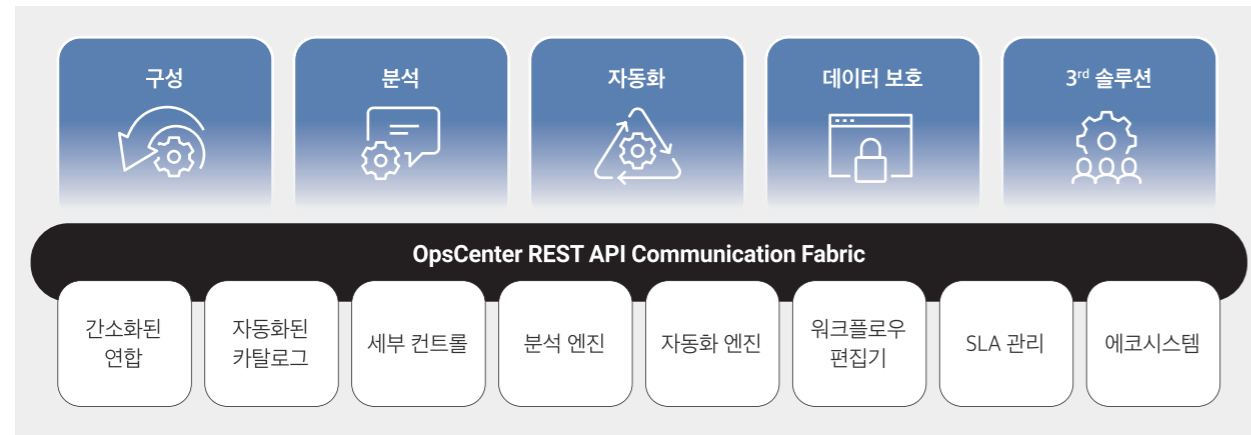 구성
분석
자동화
데이터 보호
3rd 솔루션
OpsCenter REST API Communication Fabric
간소화된
연합
자동화된
카탈로그
세부 컨트롤
분석 엔진
자동화 엔진
워크플로우
편집기
SLA 관리
에코시스템